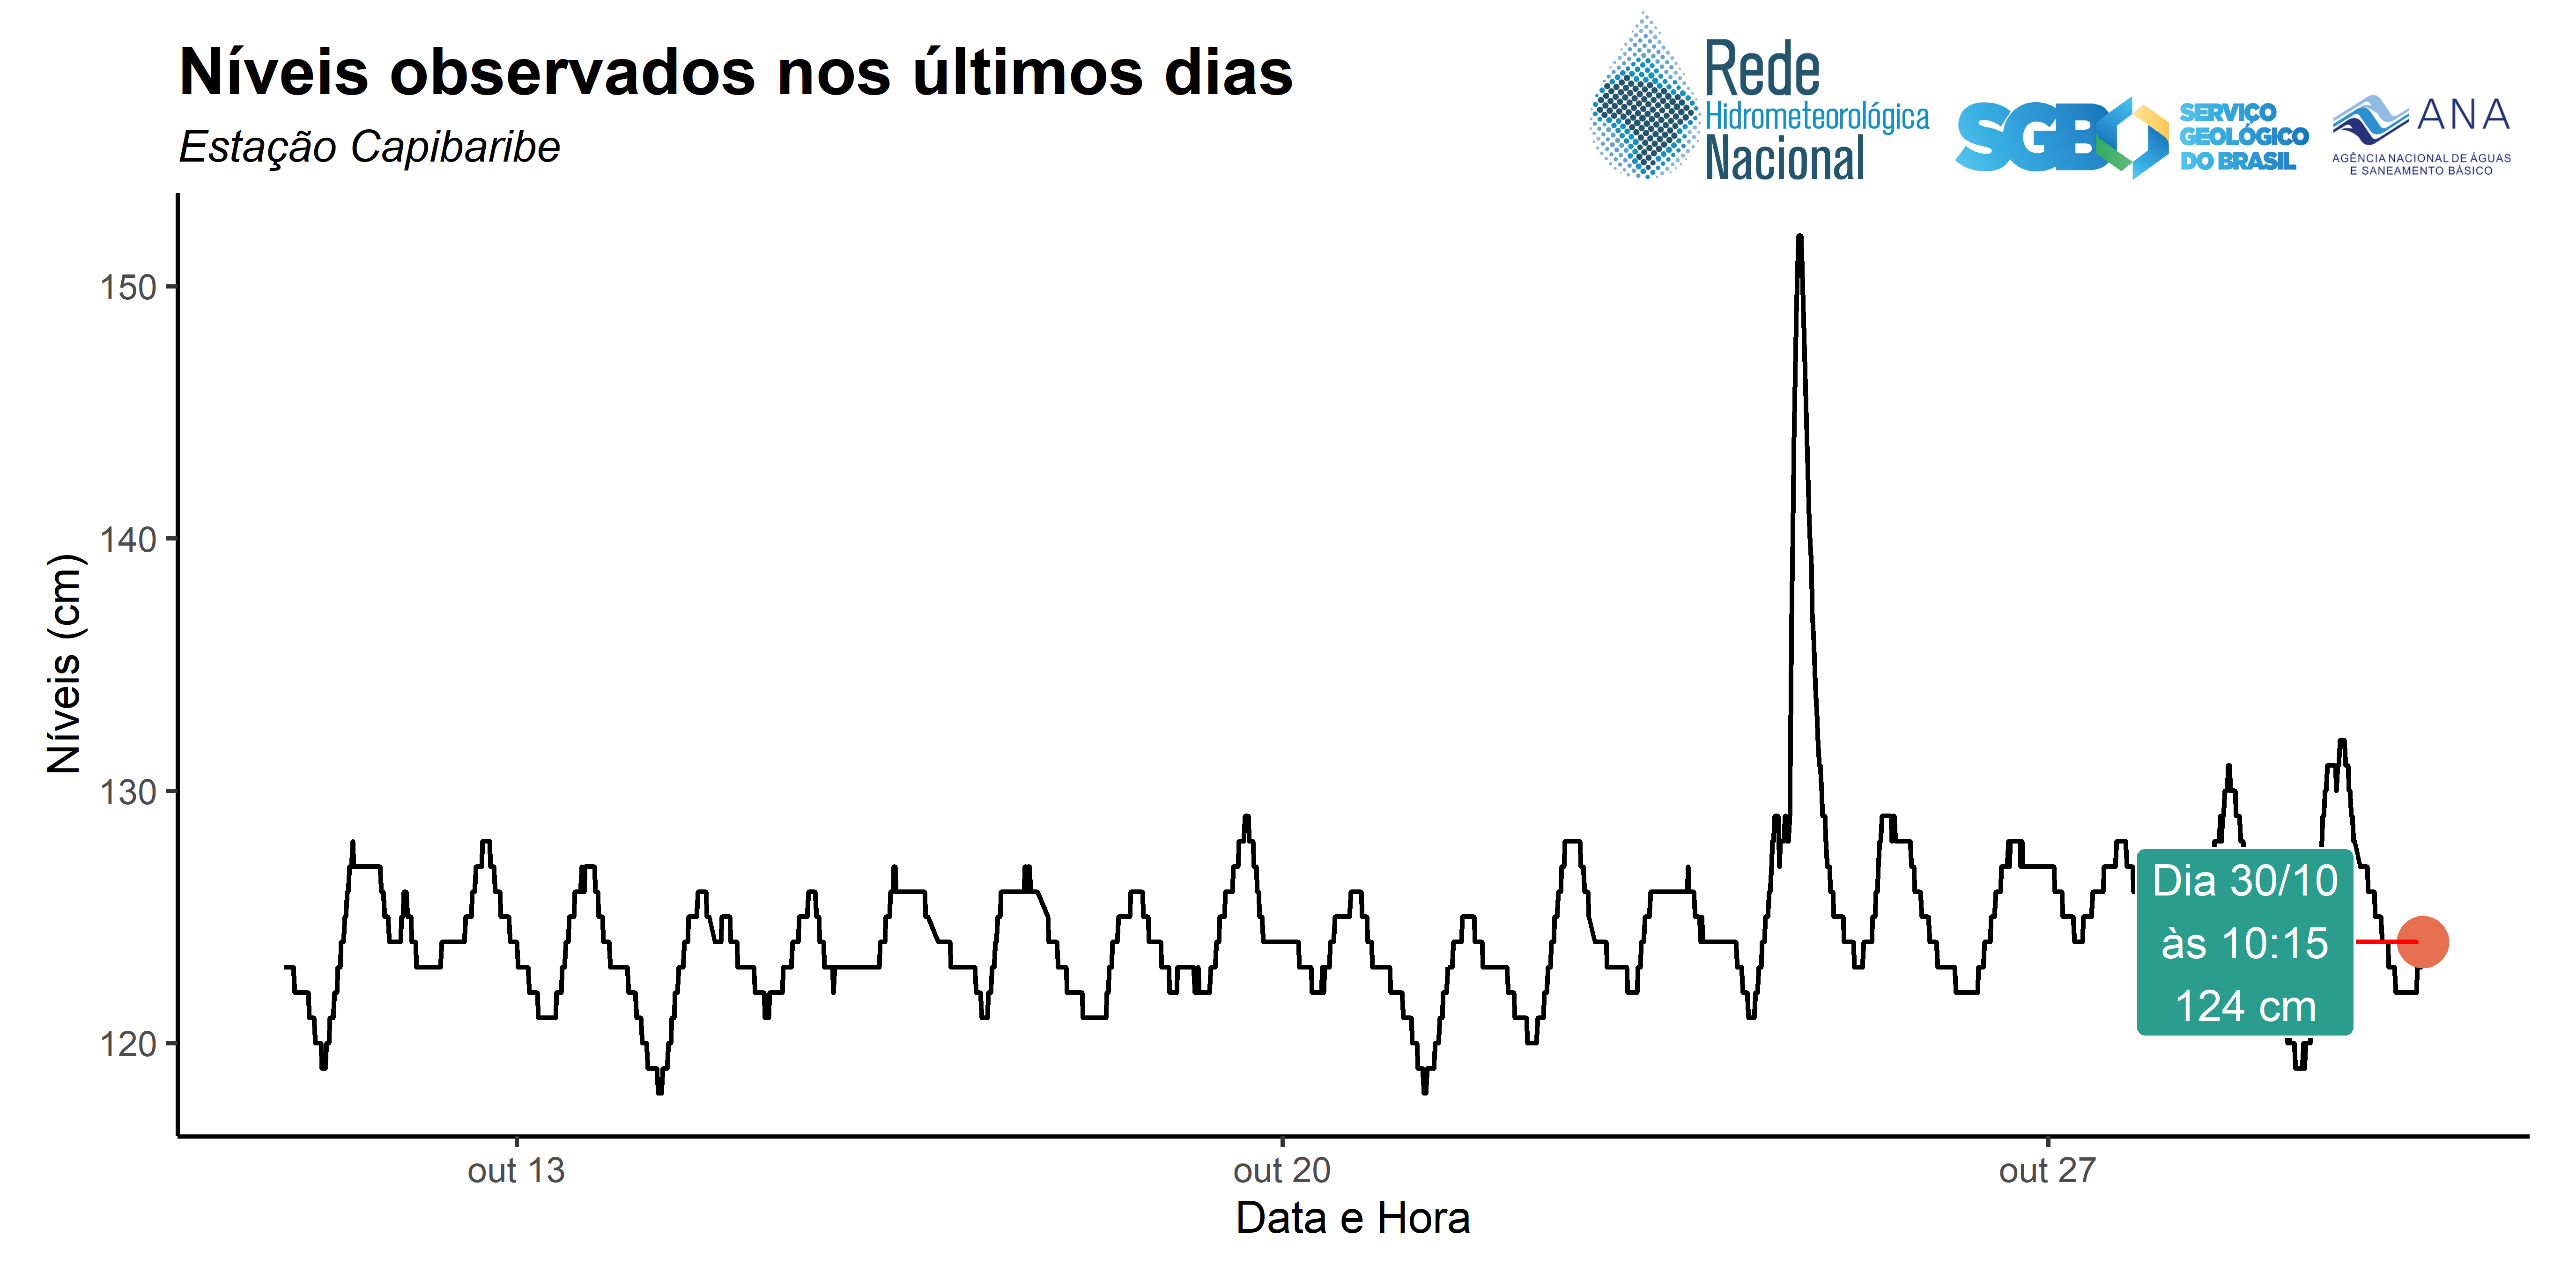 Níveis observados nos últimos dias
Estação Capibaribe
Rede
Hidrometeorológica
Nacional
SGB
SERVIÇO
GEOLÓGICO
DO BRASIL
ANA
AGÊNCIA NACIONAL DE ÁGUAS
E SANEAMENTO BÁSICO
Níveis (cm)
150
140
130
120
Dia 30/10
às 10:15
124 cm
out 13
out 20
out 27
Data e Hora